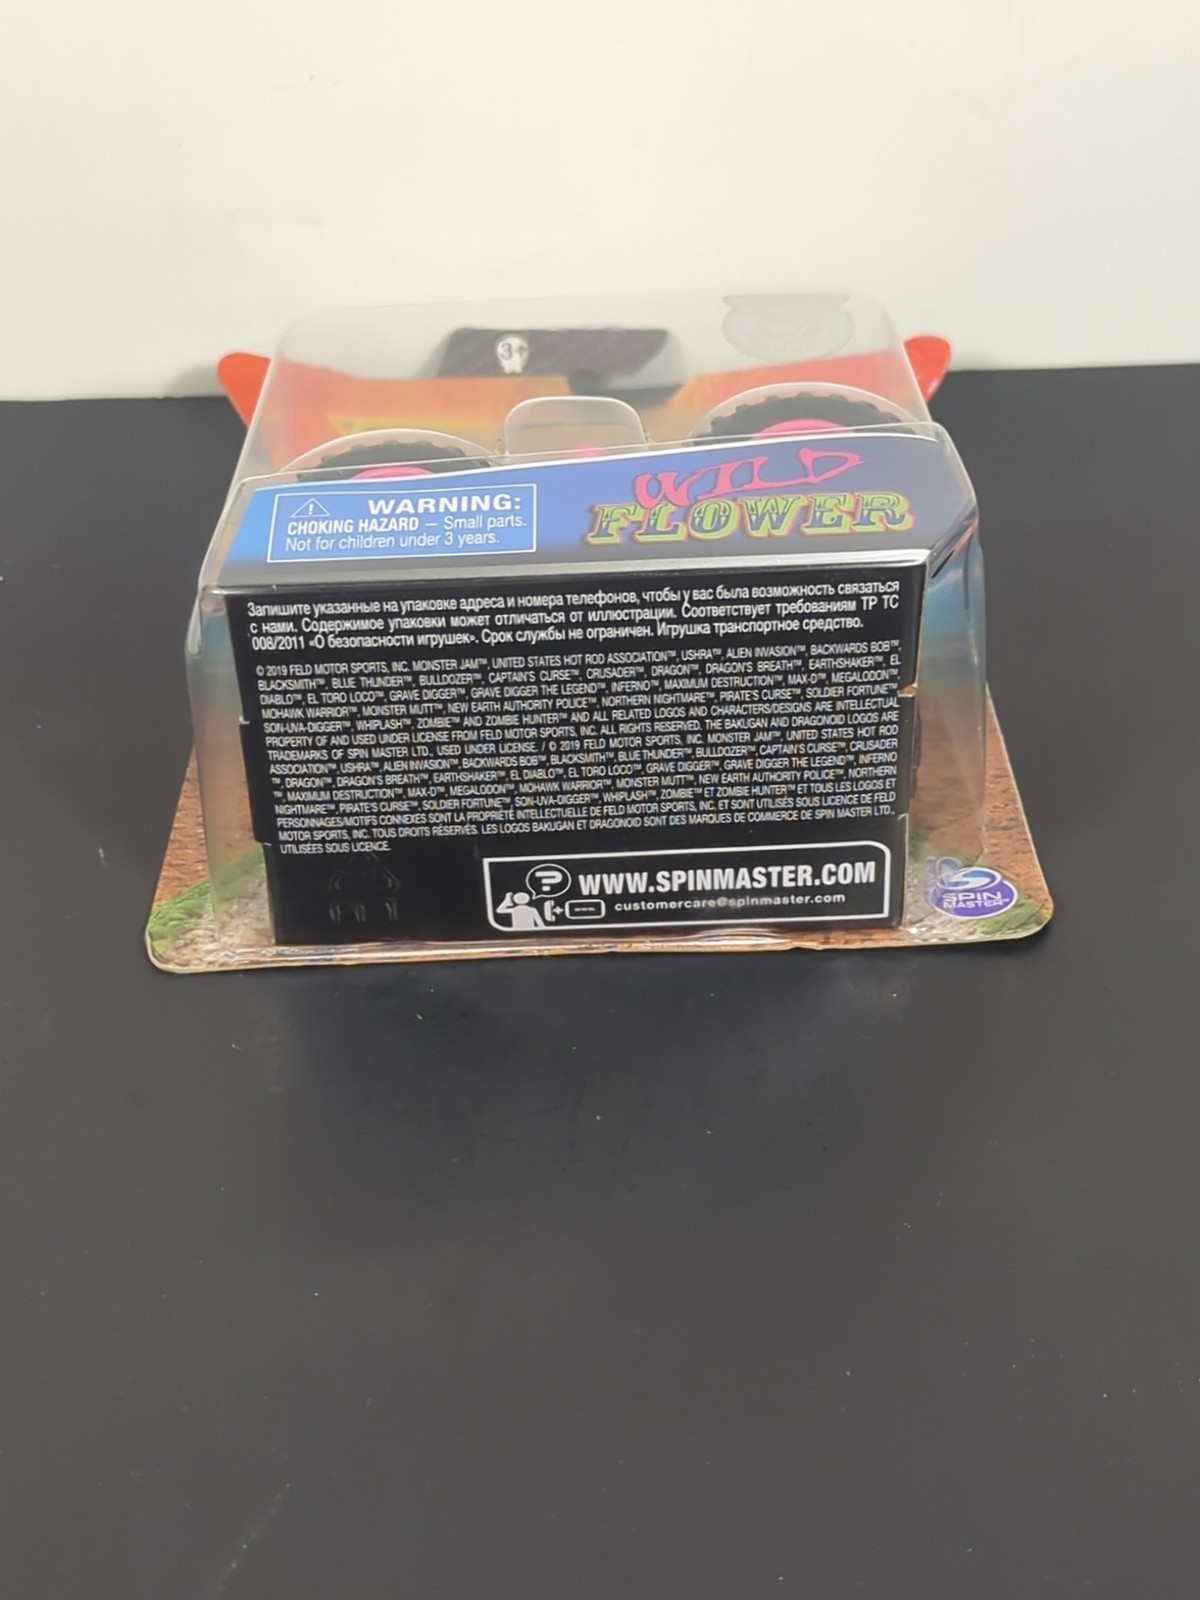 3+
WILD
FLOWER
WARNING:
CHOKING HAZARD — Small parts.
Not for children under 3 years.
Запишите указанные на упаковке адреса и номера телефонов, чтобы у вас была возможность связаться
с нами. Содержимое упаковки может отличаться от иллюстрации. Соответствует требованиям ТР ТС
008/2011 «О безопасности игрушек». Срок службы не ограничен. Игрушка транспортное средство.
© 2019 FELD MOTOR SPORTS, INC. MONSTER JAM™, UNITED STATES HOT ROD ASSOCIATION™, USHRA™, ALIEN INVASION™, BACKWARDS BOB™,
BLACKSMITH™, BLUE THUNDER™, BULLDOZER™, CAPTAIN'S CURSE™, CRUSADER™, DRAGON™, DRAGON'S BREATH™, EARTHSHAKER™, EL
DIABLO™, EL TORO LOCO™, GRAVE DIGGER™, GRAVE DIGGER THE LEGEND™, INFERNO™, MAXIMUM DESTRUCTION™, MAX-D™, MEGALODON™,
MOHAWK WARRIOR™, MONSTER MUTT™, NEW EARTH AUTHORITY POLICE™, NORTHERN NIGHTMARE™, PIRATE'S CURSE™, SOLDIER FORTUNE™,
SON-UVA-DIGGER™, WHIPLASH™, ZOMBIE™ AND ZOMBIE HUNTER™ AND ALL RELATED LOGOS AND CHARACTERS/DESIGNS ARE INTELLECTUAL
PROPERTY OF AND USED UNDER LICENSE FROM FELD MOTOR SPORTS, INC. ALL RIGHTS RESERVED. THE BAKUGAN AND DRAGONOID LOGOS ARE
TRADEMARKS OF SPIN MASTER LTD., USED UNDER LICENSE. / © 2019 FELD MOTOR SPORTS, INC. MONSTER JAM™, UNITED STATES HOT ROD
ASSOCIATION™, USHRA™, ALIEN INVASION™, BACKWARDS BOB™, BLACKSMITH™, BLUE THUNDER™, BULLDOZER™, CAPTAIN'S CURSE™, CRUSADER
™, DRAGON™, DRAGON'S BREATH™, EARTHSHAKER™, EL DIABLO™, EL TORO LOCO™, GRAVE DIGGER™, GRAVE DIGGER THE LEGEND™, INFERNO
™, MAXIMUM DESTRUCTION™, MAX-D™, MEGALODON™, MOHAWK WARRIOR™, MONSTER MUTT™, NEW EARTH AUTHORITY POLICE™, NORTHERN
NIGHTMARE™, PIRATE'S CURSE™, SOLDIER FORTUNE™, SON-UVA-DIGGER™, WHIPLASH™, ZOMBIE™ ET ZOMBIE HUNTER™ ET TOUS LES LOGOS ET
PERSONNAGES/MOTIFS CONNEXES SONT LA PROPRIÉTÉ INTELLECTUELLE DE FELD MOTOR SPORTS, INC. ET SONT UTILISÉS SOUS LICENCE DE FELD
MOTOR SPORTS, INC. TOUS DROITS RÉSERVÉS. LES LOGOS BAKUGAN ET DRAGONOID SONT DES MARQUES DE COMMERCE DE SPIN MASTER LTD.,
UTILISÉES SOUS LICENCE.
? WWW.SPINMASTER.COM
customercare@spinmaster.com
SPIN
MASTER™